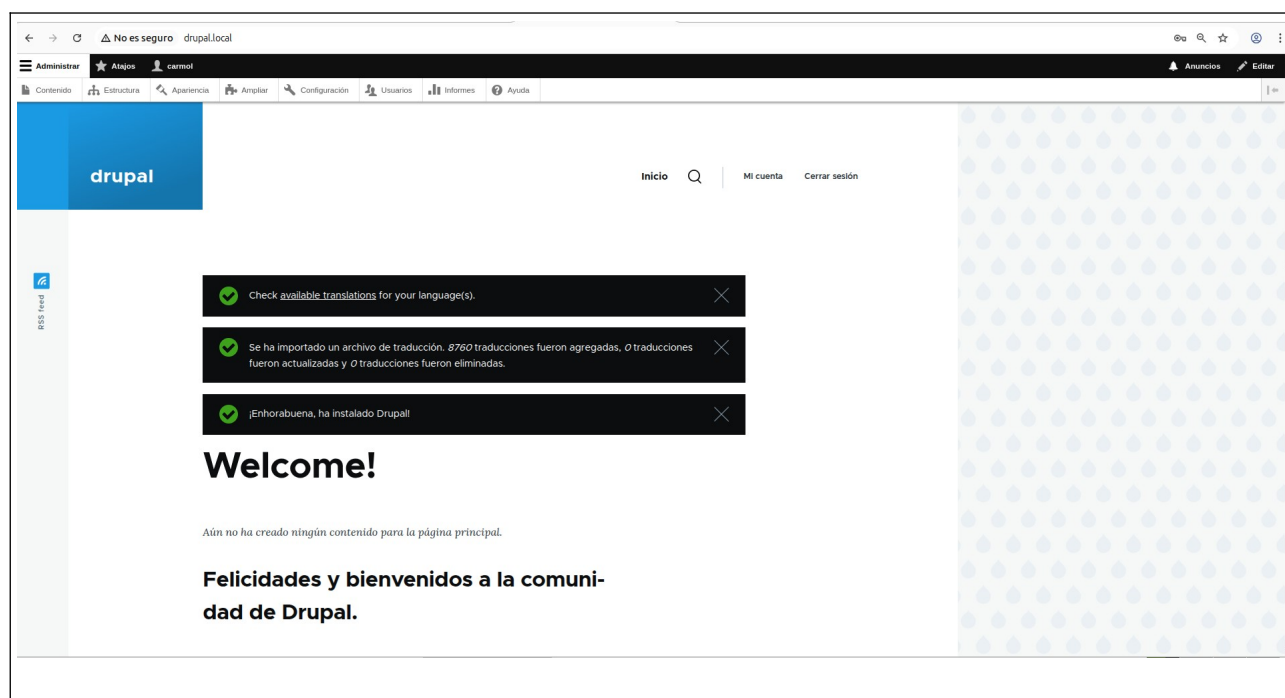 No es seguro drupal.local
Administrar Atajos carmol Anuncios Editar
Contenido Estructura Apariencia Ampliar Configuración Usuarios Informes Ayuda
drupal
Inicio Mi cuenta Cerrar sesión
RSS feed
Check available translations for your language(s).
Se ha importado un archivo de traducción. 8760 traducciones fueron agregadas, 0 traducciones
fueron actualizadas y 0 traducciones fueron eliminadas.
¡Enhorabuena, ha instalado Drupal!
Welcome!
Aún no ha creado ningún contenido para la página principal.
Felicidades y bienvenidos a la comuni-
dad de Drupal.